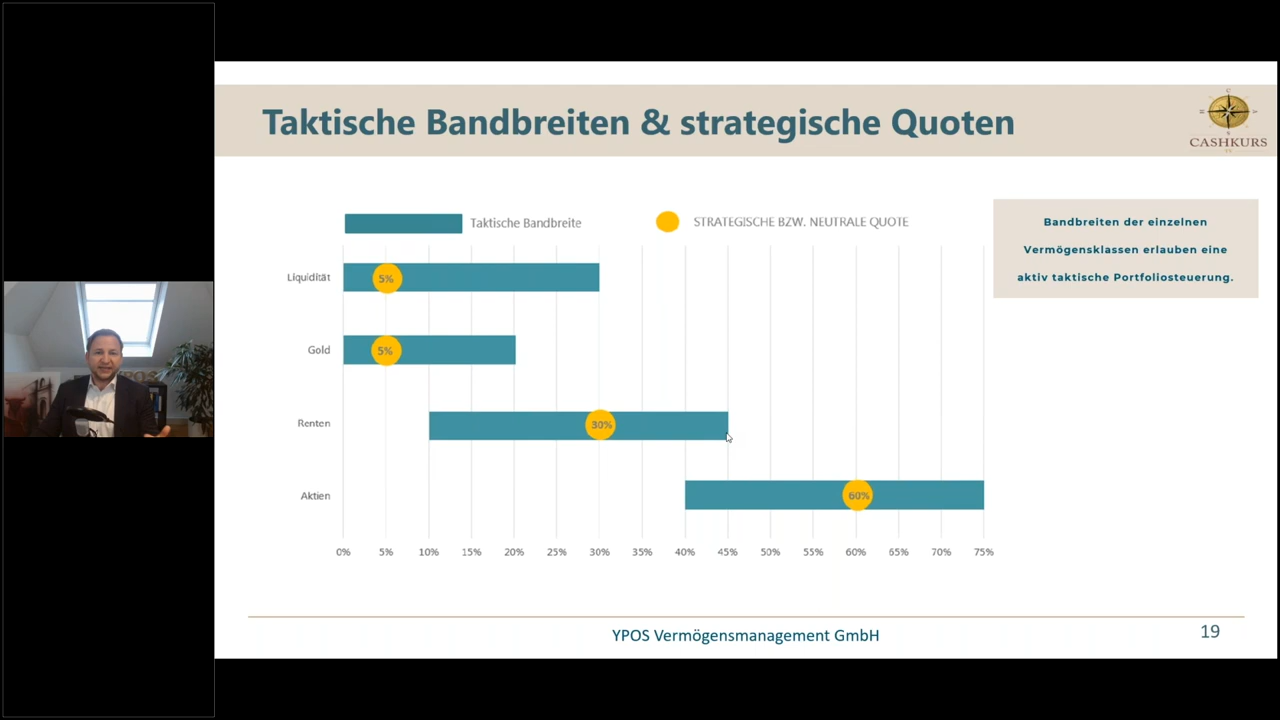 Taktische Bandbreiten & strategische Quoten
CASHKURS
Taktische Bandbreite
STRATEGISCHE BZW. NEUTRALE QUOTE
Bandbreiten der einzelnen
Vermögensklassen erlauben eine
aktiv taktische Portfoliosteuerung.
Liquidität
5%
Gold
5%
Renten
30%
Aktien
60%
0% 5% 10% 15% 20% 25% 30% 35% 40% 45% 50% 55% 60% 65% 70% 75%
YPOS Vermögensmanagement GmbH
19